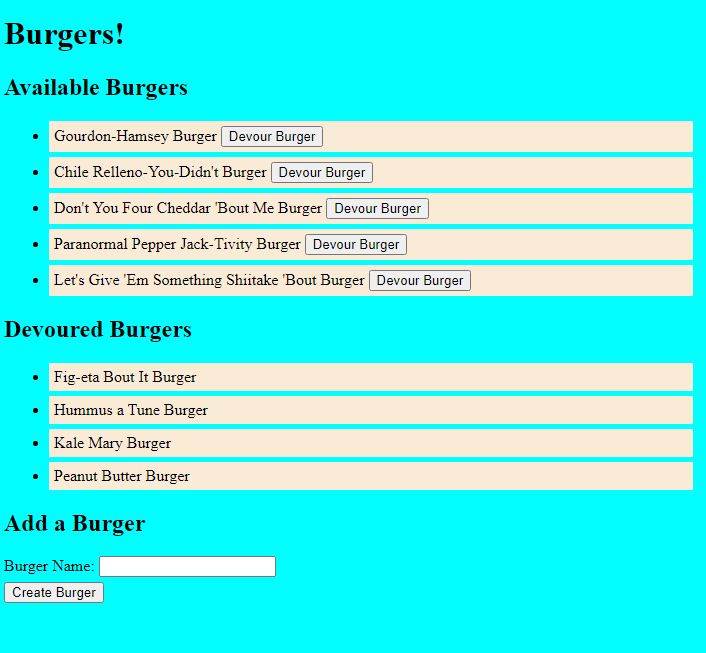 Burgers!
Available Burgers
Gourdon-Hamsey Burger Devour Burger
Chile Relleno-You-Didn't Burger Devour Burger
Don't You Four Cheddar 'Bout Me Burger Devour Burger
Paranormal Pepper Jack-Tivity Burger Devour Burger
Let's Give 'Em Something Shiitake 'Bout Burger Devour Burger
Devoured Burgers
Fig-eta Bout It Burger
Hummus a Tune Burger
Kale Mary Burger
Peanut Butter Burger
Add a Burger
Burger Name:
Create Burger